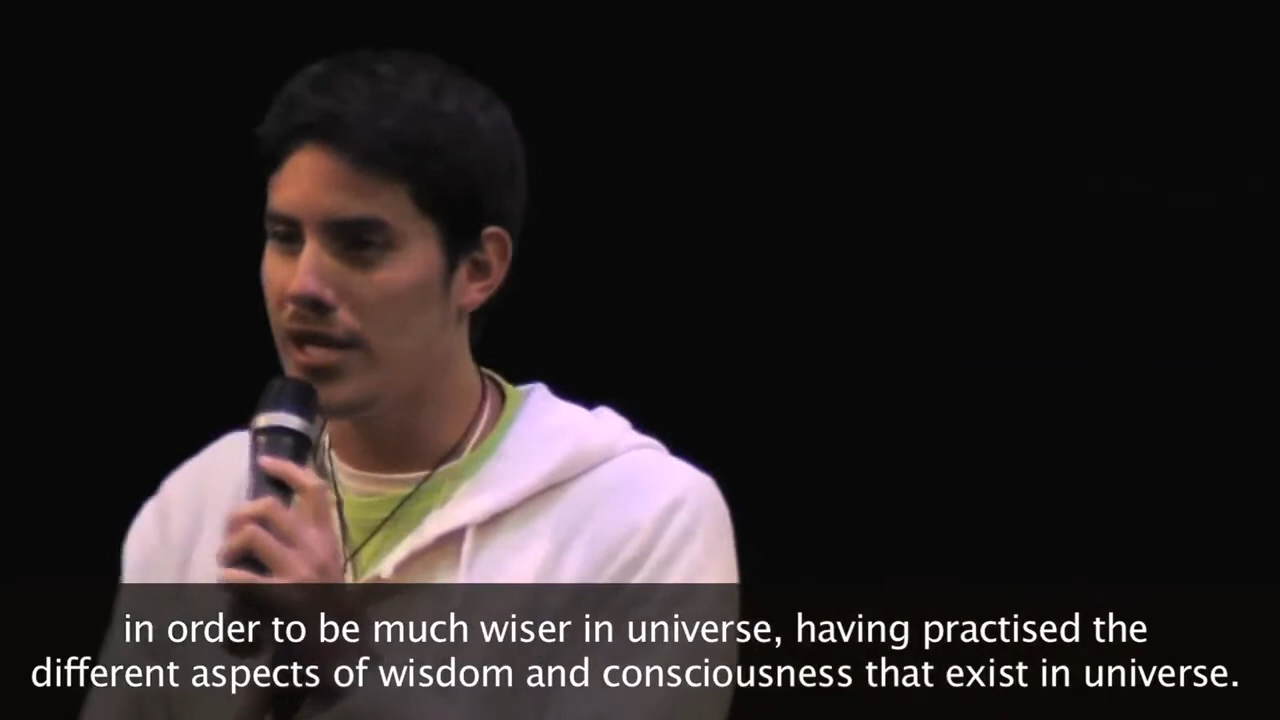 in order to be much wiser in universe, having practised the
different aspects of wisdom and consciousness that exist in universe.